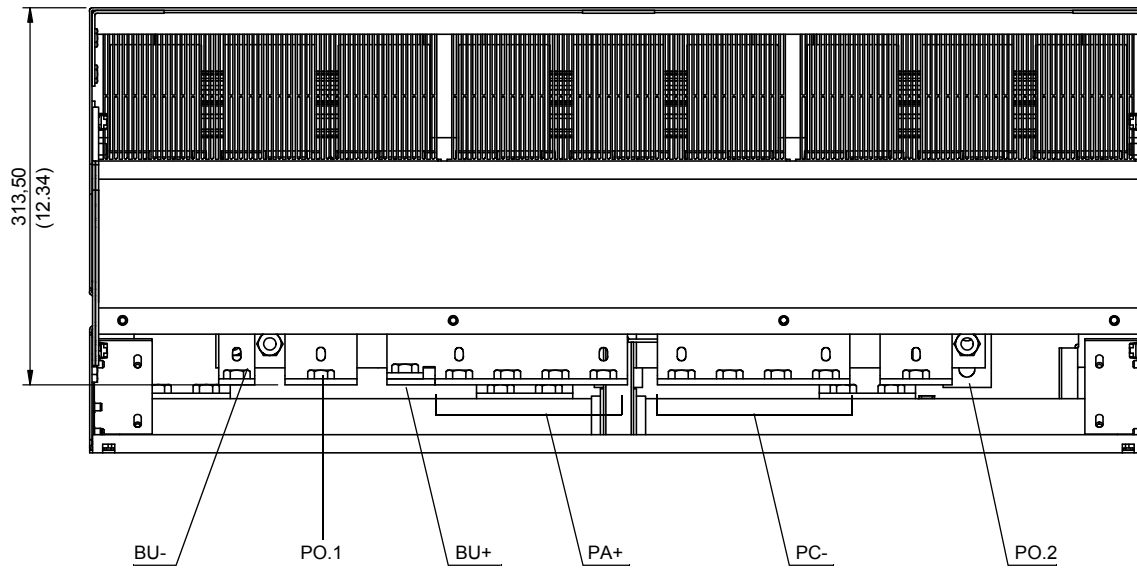 313,50
(12.34)
BU-
PO.1
BU+
PA+
PC-
PO.2